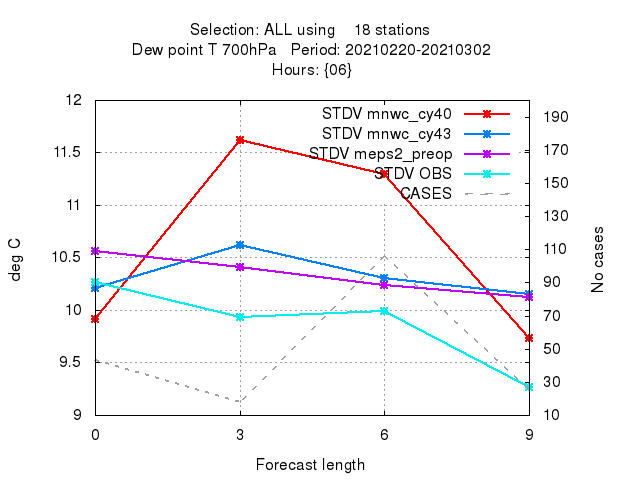 Selection: ALL using    18 stations
Dew point T 700hPa   Period: 20210220-20210302
Hours: {06}
STDV mnwc_cy40
STDV mnwc_cy43
STDV meps2_preop
STDV OBS
CASES
12
11.5
11
10.5
10
9.5
9
190
170
150
130
110
90
70
50
30
10
deg C
No cases
0 3 6 9
Forecast length